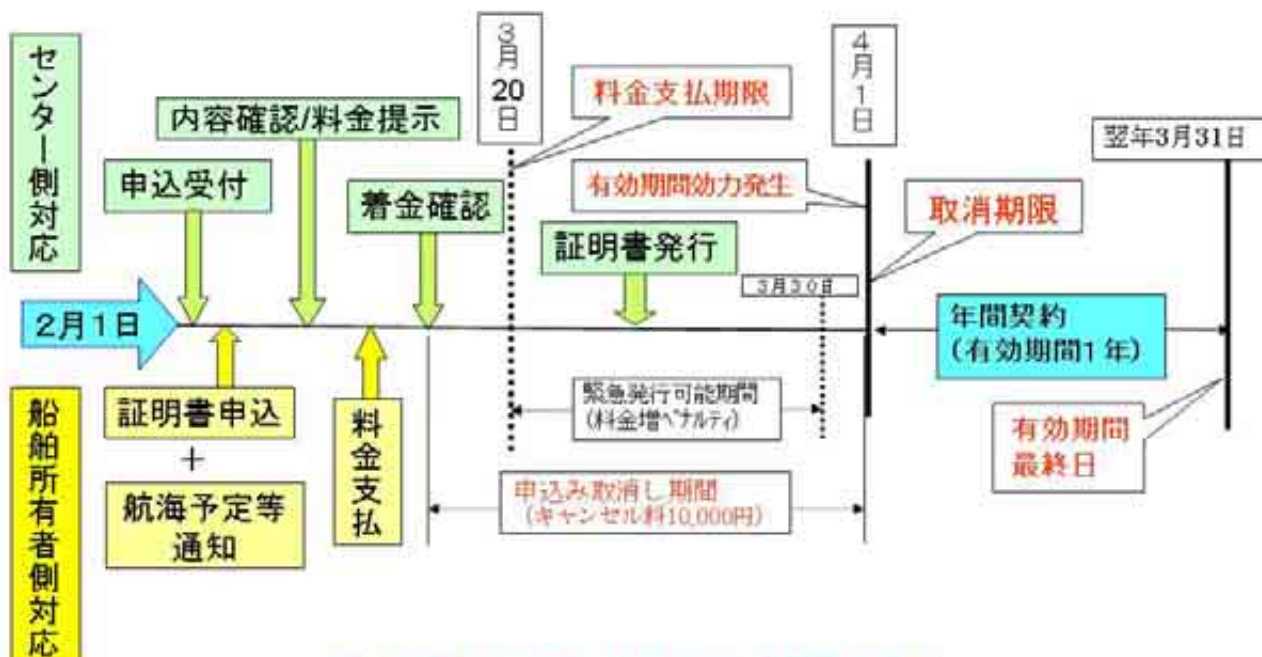 センター側対応
3月20日
4月1日
料金支払期限
内容確認/料金提示
翌年3月31日
申込受付
着金確認
有効期間効力発生
取消期限
証明書発行
3月30日
2月1日
年間契約
(有効期間1年)
船舶所有者側対応
証明書申込
+
航海予定等
通知
料金支払
緊急発行可能期間
(料金増ペナルティ)
有効期間
最終日
申込み取消し期間
(キャンセル料10,000円)